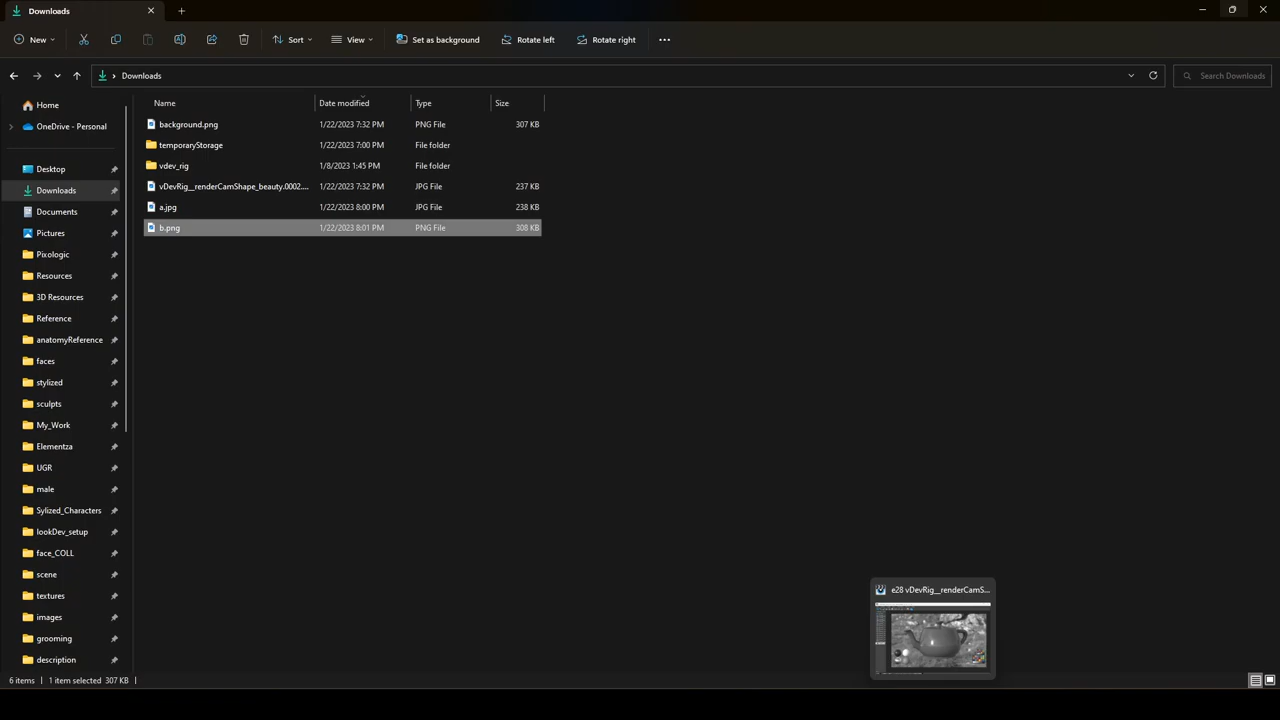 Downloads
New
Sort
View
Set as background
Rotate left
Rotate right
Downloads
Search Downloads
Name Date modified Type Size
background.png 1/22/2023 7:32 PM PNG File 307 KB
temporaryStorage 1/22/2023 7:00 PM File folder
vdev_rig 1/8/2023 1:45 PM File folder
vDevRig__renderCamShape_beauty.0002.... 1/22/2023 7:32 PM JPG File 237 KB
a.jpg 1/22/2023 8:00 PM JPG File 238 KB
b.png 1/22/2023 8:01 PM PNG File 308 KB
Home
OneDrive - Personal
Desktop
Downloads
Documents
Pictures
Pixologic
Resources
3D Resources
Reference
anatomyReference
faces
stylized
sculpts
My_Work
Elementza
UGR
male
Sylized_Characters
lookDev_setup
face_COLL
scene
textures
images
grooming
description
e28 vDevRig__renderCamS...
6 items 1 item selected 307 KB